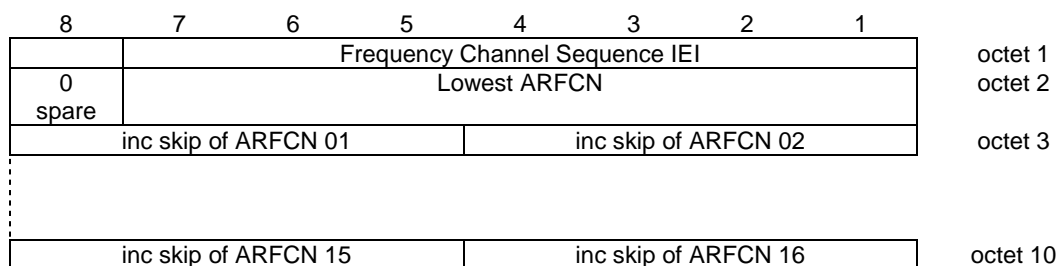 8 7 6 5 4 3 2 1
Frequency Channel Sequence IEI octet 1
0 Lowest ARFCN octet 2
spare
inc skip of ARFCN 01 inc skip of ARFCN 02 octet 3
inc skip of ARFCN 15 inc skip of ARFCN 16 octet 10